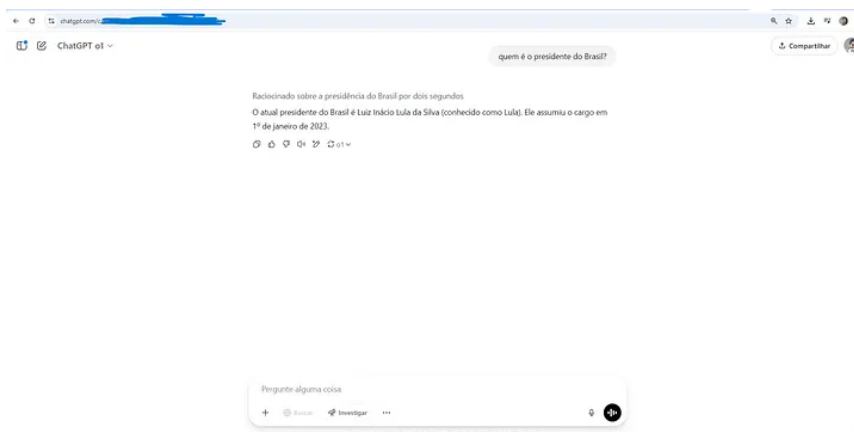 chatgpt.com/c
ChatGPT o1
Compartilhar
quem é o presidente do Brasil?
Raciocinado sobre a presidência do Brasil por dois segundos
O atual presidente do Brasil é Luiz Inácio Lula da Silva (conhecido como Lula). Ele assumiu o cargo em
1º de janeiro de 2023.
o1
Pergunte alguma coisa
Buscar Investigar